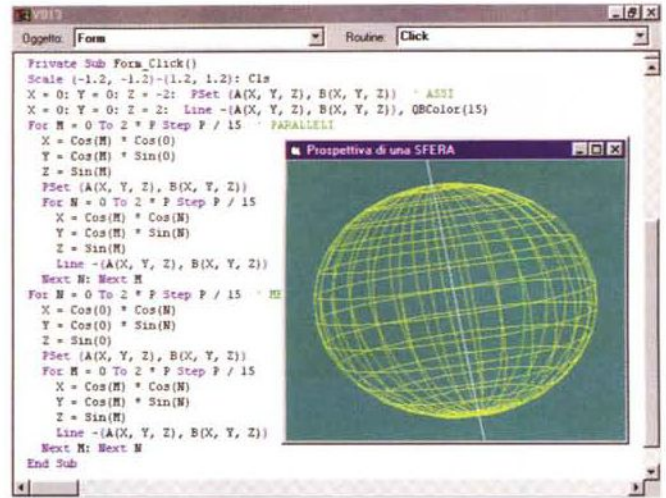 VB13
Oggetto: Form Routine: Click
Private Sub Form_Click()
Scale (-1.2, -1.2)-(1.2, 1.2): Cls
X = 0: Y = 0: Z = -2: PSet (A(X, Y, Z), B(X, Y, Z)) ' ASSI
X = 0: Y = 0: Z = 2: Line -(A(X, Y, Z), B(X, Y, Z)), QBColor(15)
For M = 0 To 2 * P Step P / 15 ' PARALLELI
X = Cos(M) * Cos(0)
Y = Cos(M) * Sin(0)
Z = Sin(M)
PSet (A(X, Y, Z), B(X, Y, Z))
For N = 0 To 2 * P Step P / 15
X = Cos(M) * Cos(N)
Y = Cos(M) * Sin(N)
Z = Sin(M)
Line -(A(X, Y, Z), B(X, Y, Z))
Next N: Next M
For N = 0 To 2 * P Step P / 15 '
X = Cos(0) * Cos(N)
Y = Cos(0) * Sin(N)
Z = Sin(0)
PSet (A(X, Y, Z), B(X, Y, Z))
For M = 0 To 2 * P Step P / 15
X = Cos(M) * Cos(N)
Y = Cos(M) * Sin(N)
Z = Sin(M)
Line -(A(X, Y, Z), B(X, Y, Z))
Next M: Next N
End Sub
Prospettiva di una SFERA